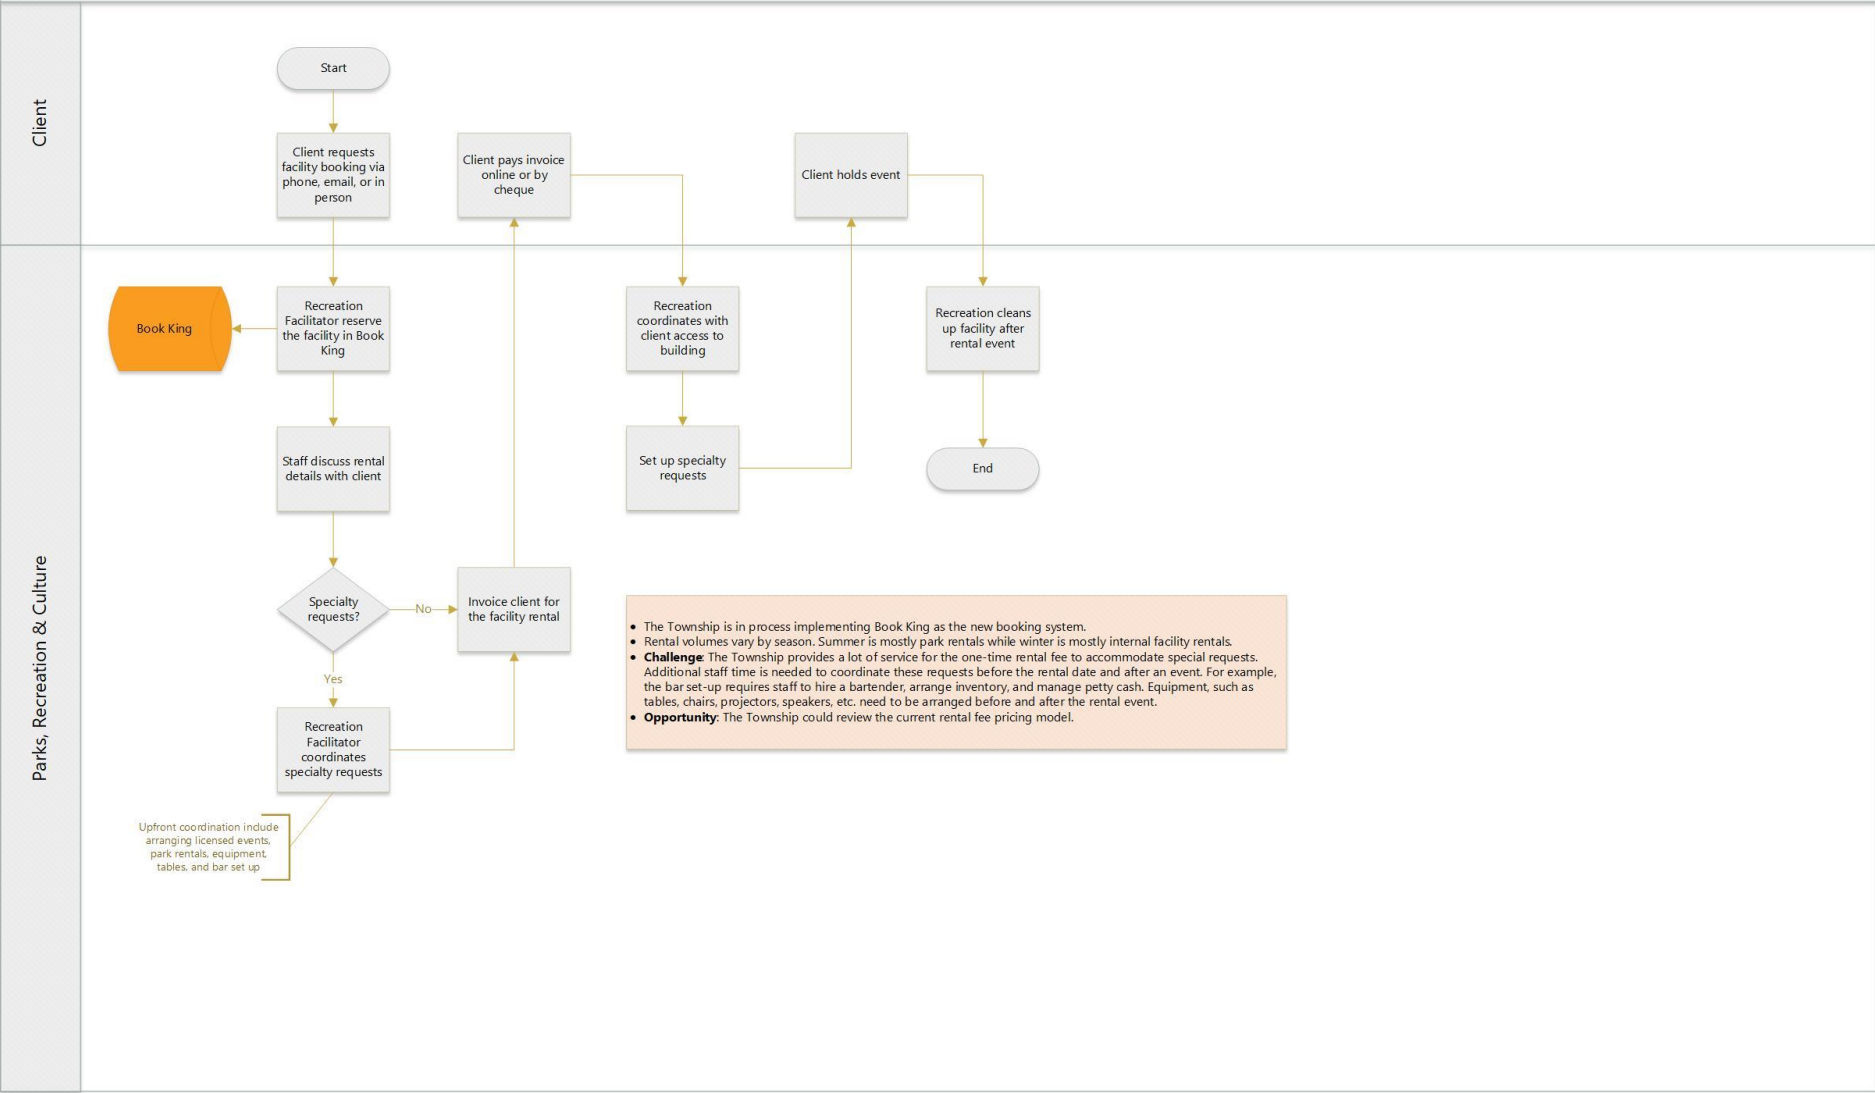 Client
Start
Client requests
facility booking via
phone, email, or in
person
Client pays invoice
online or by
cheque
Client holds event
Parks, Recreation & Culture
Book King
Recreation
Facilitator reserve
the facility in Book
King
Recreation
coordinates with
client access to
building
Recreation cleans
up facility after
rental event
Staff discuss rental
details with client
Set up specialty
requests
End
Specialty
requests?
No
Invoice client for
the facility rental
Yes
Recreation
Facilitator
coordinates
specialty requests
Upfront coordination include
arranging licensed events,
park rentals, equipment,
tables, and bar set up
• The Township is in process implementing Book King as the new booking system.
• Rental volumes vary by season. Summer is mostly park rentals while winter is mostly internal facility rentals.
• Challenge: The Township provides a lot of service for the one-time rental fee to accommodate special requests.
Additional staff time is needed to coordinate these requests before the rental date and after an event. For example,
the bar set-up requires staff to hire a bartender, arrange inventory, and manage petty cash. Equipment, such as
tables, chairs, projectors, speakers, etc. need to be arranged before and after the rental event.
• Opportunity: The Township could review the current rental fee pricing model.